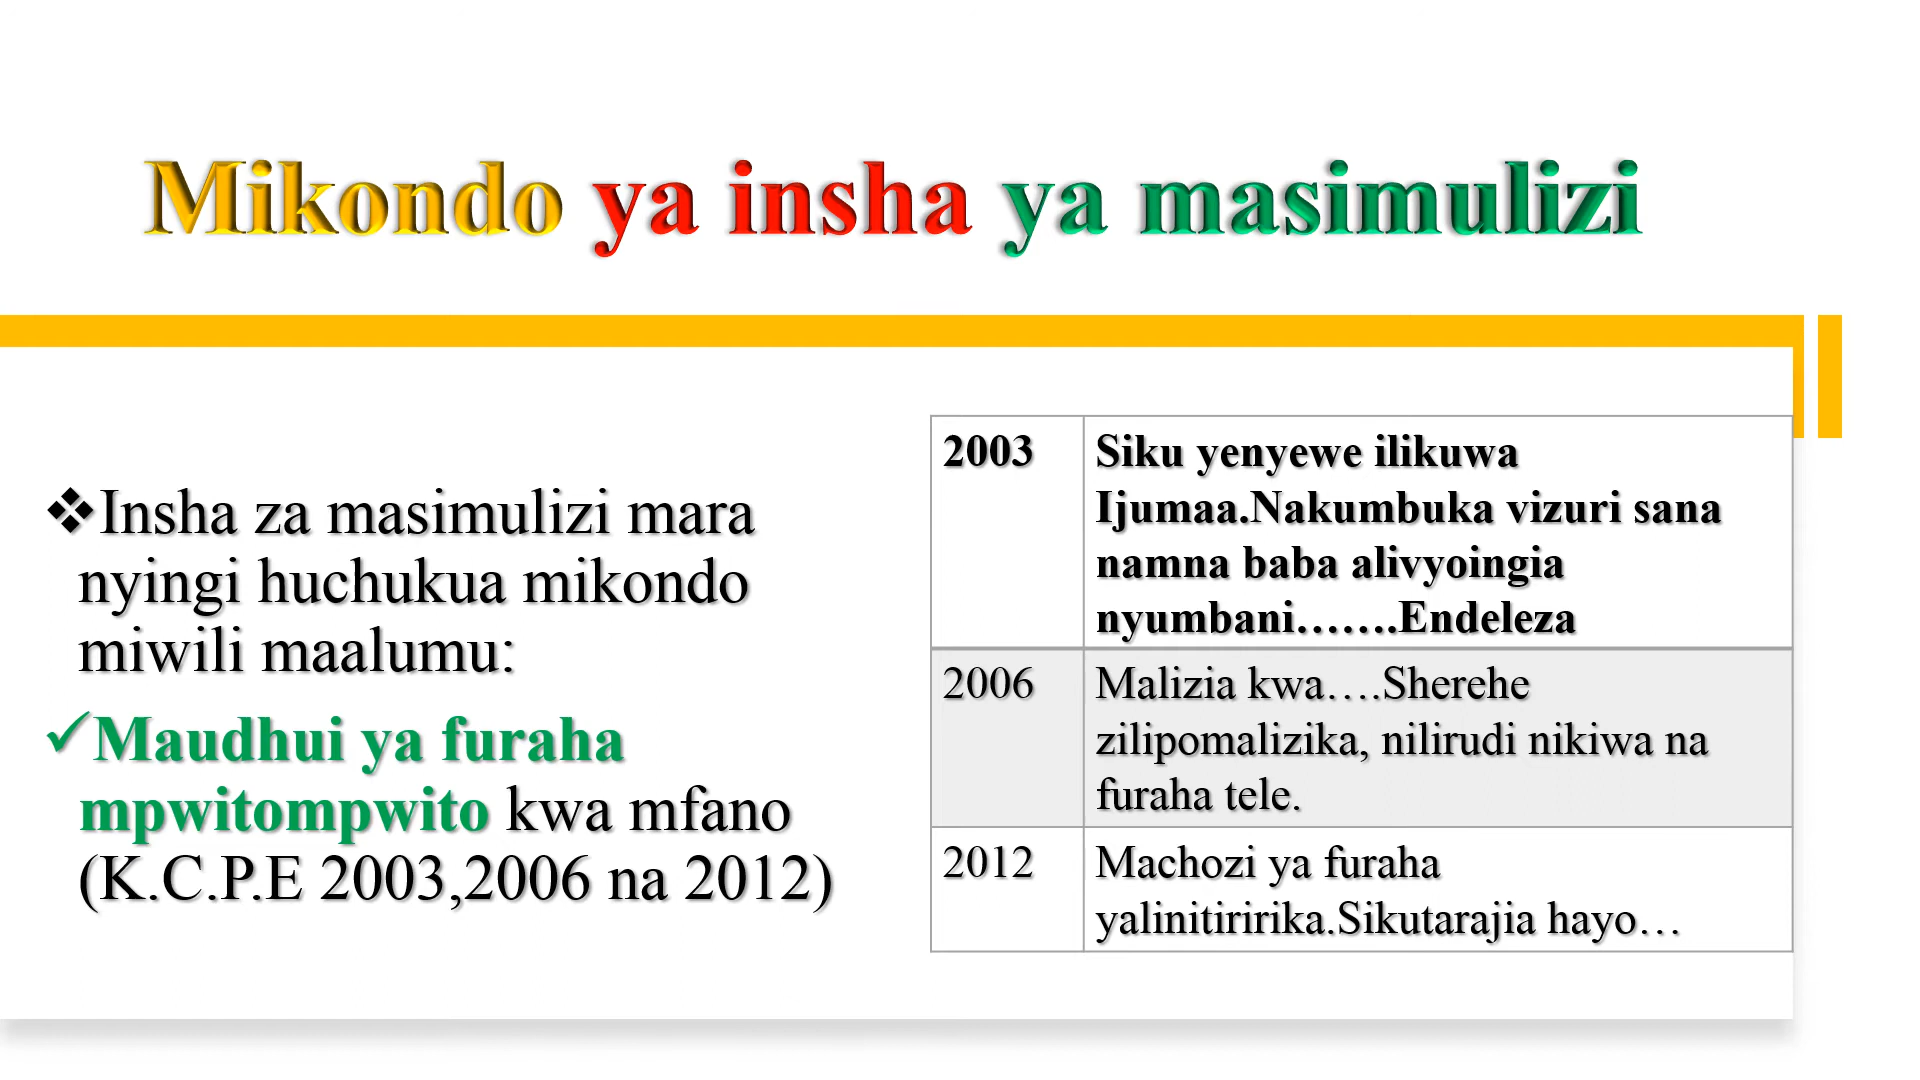 Mikondo ya insha ya masimulizi
❖Insha za masimulizi mara
nyingi huchukua mikondo
miwili maalumu:
✓Maudhui ya furaha
mpwitompwito kwa mfano
(K.C.P.E 2003,2006 na 2012)
2003 Siku yenyewe ilikuwa
Ijumaa.Nakumbuka vizuri sana
namna baba alivyoingia
nyumbani…….Endeleza
2006 Malizia kwa….Sherehe
zilipomalizika, nilirudi nikiwa na
furaha tele.
2012 Machozi ya furaha
yalinitiririka.Sikutarajia hayo…